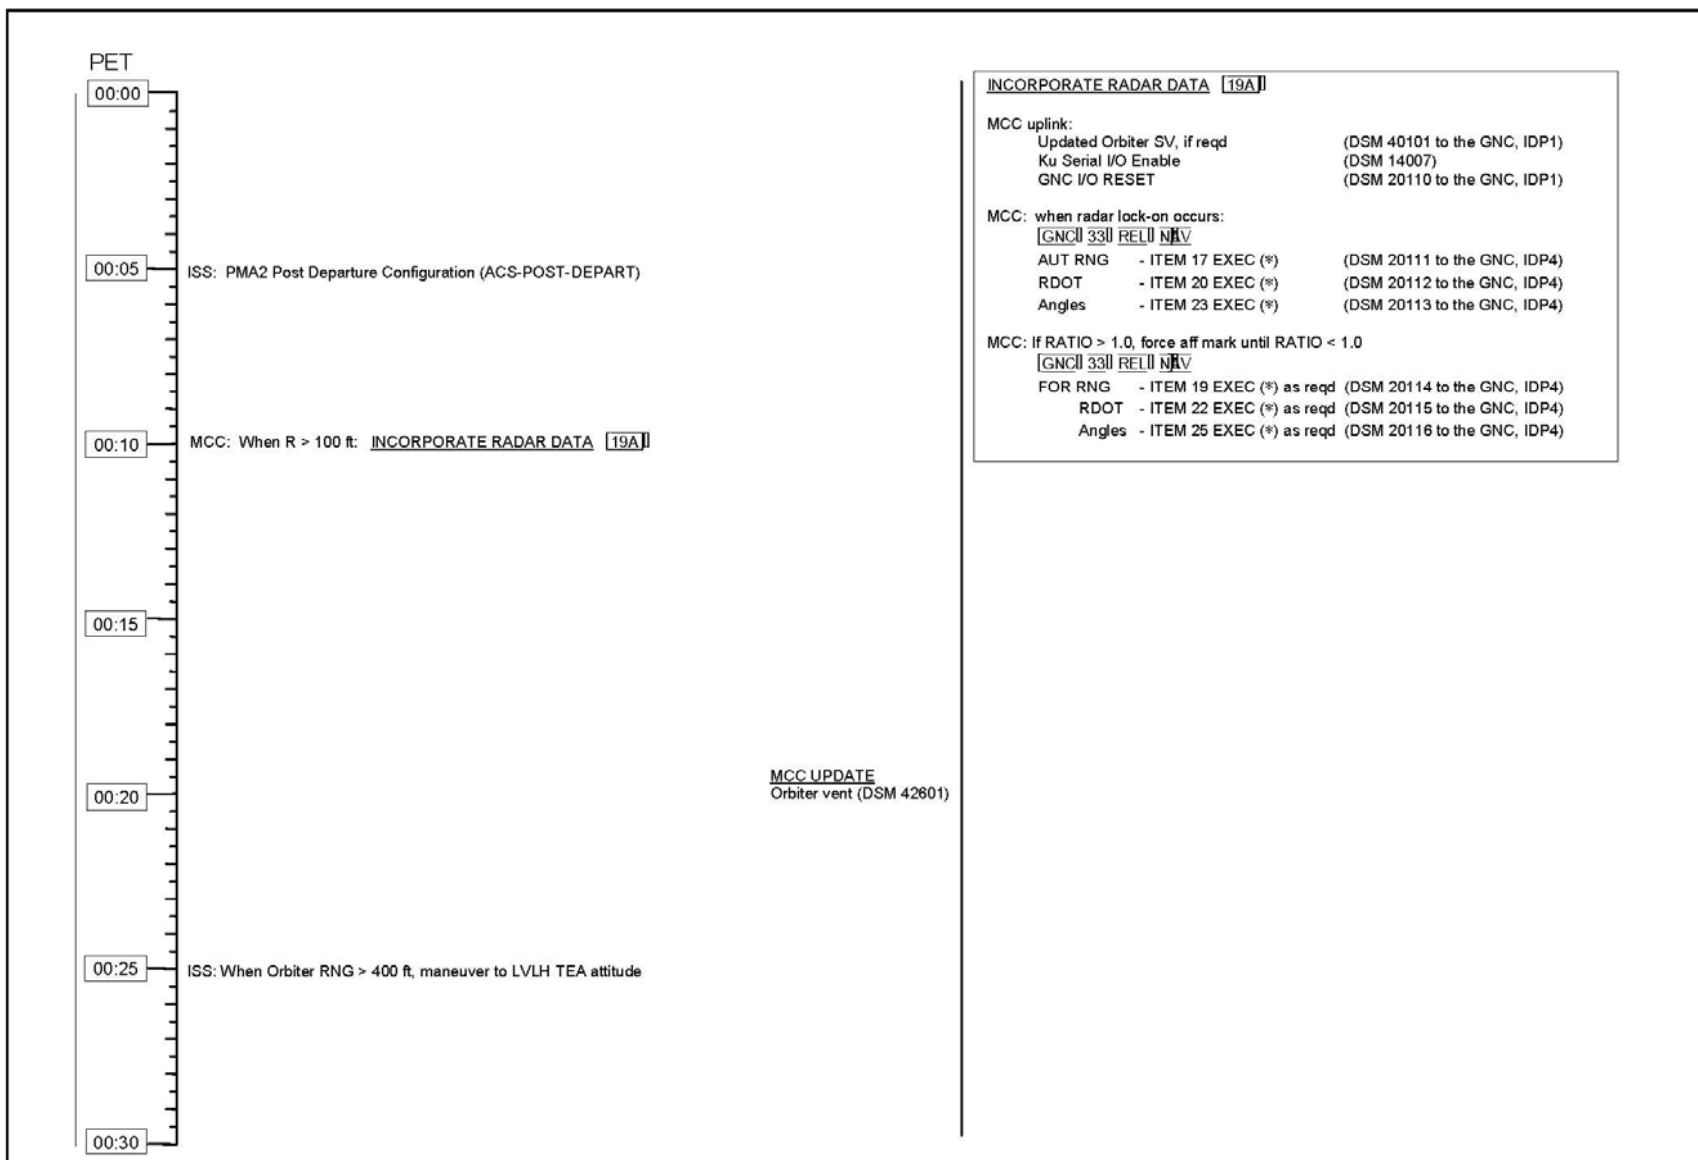 PET
00:00
00:05 ISS: PMA2 Post Departure Configuration (ACS-POST-DEPART)
00:10 MCC: When R > 100 ft: INCORPORATE RADAR DATA 19A
00:15
MCC UPDATE
00:20 Orbiter vent (DSM 42601)
00:25 ISS: When Orbiter RNG > 400 ft, maneuver to LVLH TEA attitude
00:30
INCORPORATE RADAR DATA 19A
MCC uplink:
Updated Orbiter SV, if reqd (DSM 40101 to the GNC, IDP1)
Ku Serial I/O Enable (DSM 14007)
GNC I/O RESET (DSM 20110 to the GNC, IDP1)
MCC: when radar lock-on occurs:
GNC 33 REL NAV
AUT RNG - ITEM 17 EXEC (*) (DSM 20111 to the GNC, IDP4)
RDOT - ITEM 20 EXEC (*) (DSM 20112 to the GNC, IDP4)
Angles - ITEM 23 EXEC (*) (DSM 20113 to the GNC, IDP4)
MCC: If RATIO > 1.0, force aff mark until RATIO < 1.0
GNC 33 REL NAV
FOR RNG - ITEM 19 EXEC (*) as reqd (DSM 20114 to the GNC, IDP4)
RDOT - ITEM 22 EXEC (*) as reqd (DSM 20115 to the GNC, IDP4)
Angles - ITEM 25 EXEC (*) as reqd (DSM 20116 to the GNC, IDP4)